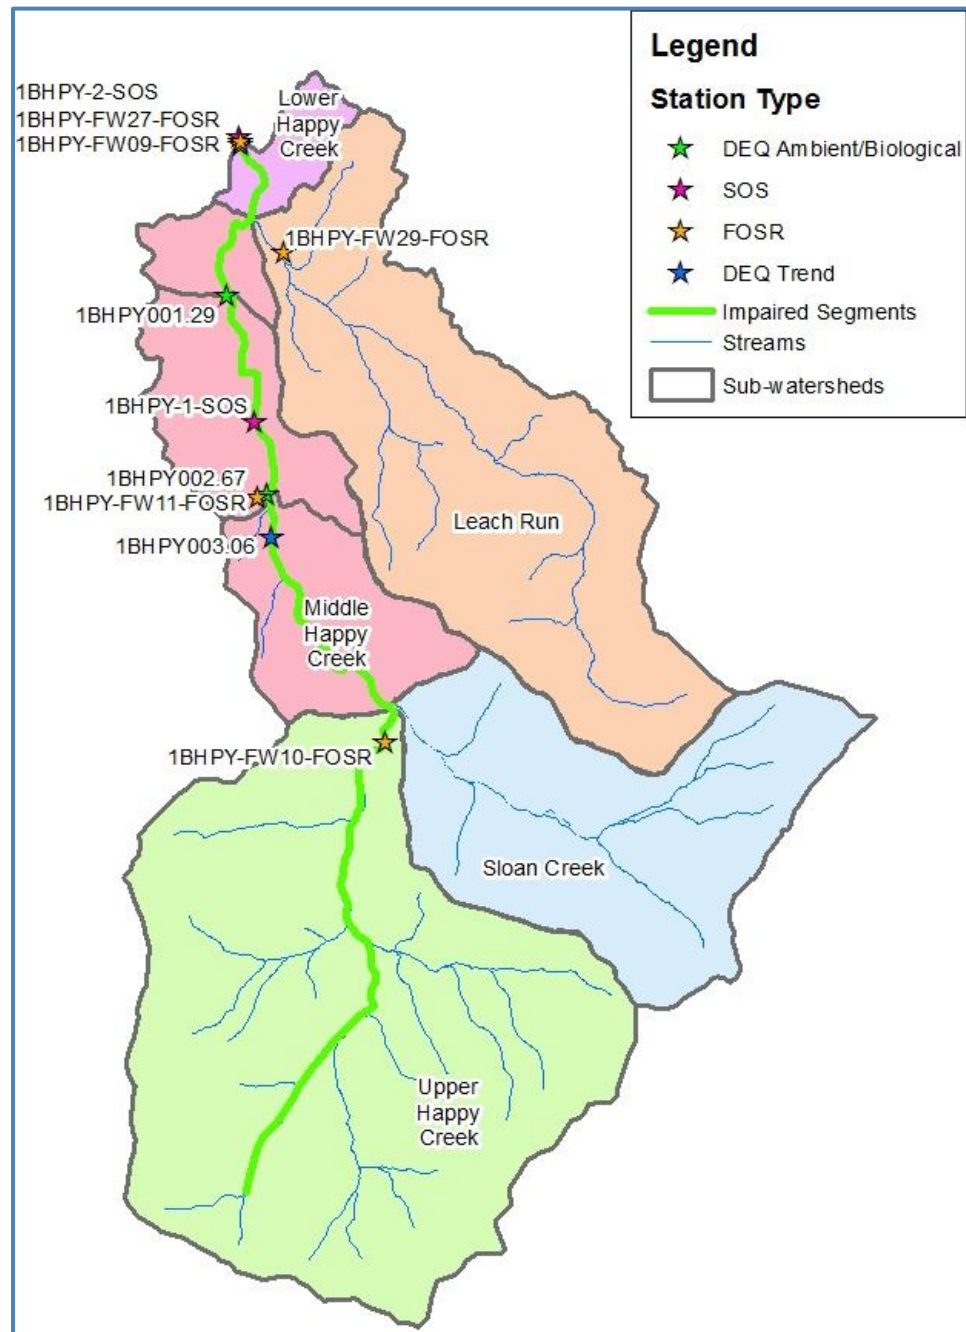 Legend
Station Type
DEQ Ambient/Biological
SOS
FOSR
DEQ Trend
Impaired Segments
Streams
Sub-watersheds
1BHPY-2-SOS
1BHPY-FW27-FOSR
1BHPY-FW09-FOSR
Lower
Happy
Creek
1BHPY-FW29-FOSR
1BHPY001.29
1BHPY-1-SOS
1BHPY002.67
1BHPY-FW11-FOSR
1BHPY003.06
Leach Run
Middle
Happy
Creek
1BHPY-FW10-FOSR
Sloan Creek
Upper
Happy
Creek